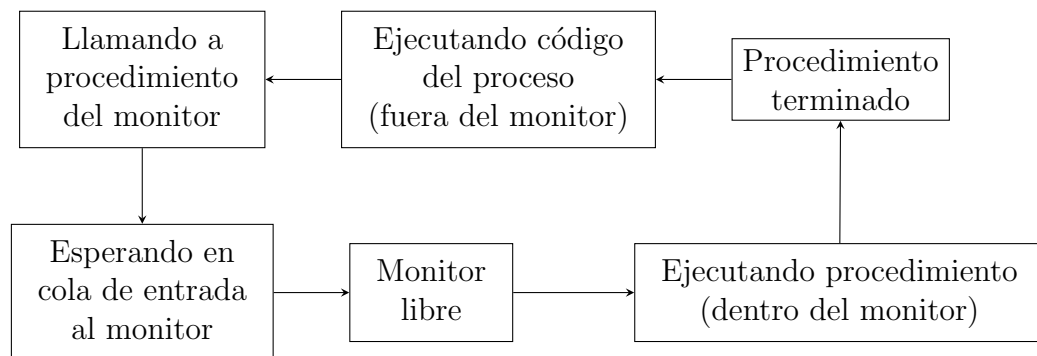 Llamando a
procedimiento
del monitor
Ejecutando código
del proceso
(fuera del monitor)
Procedimiento
terminado
Esperando en
cola de entrada
al monitor
Monitor
libre
Ejecutando procedimiento
(dentro del monitor)